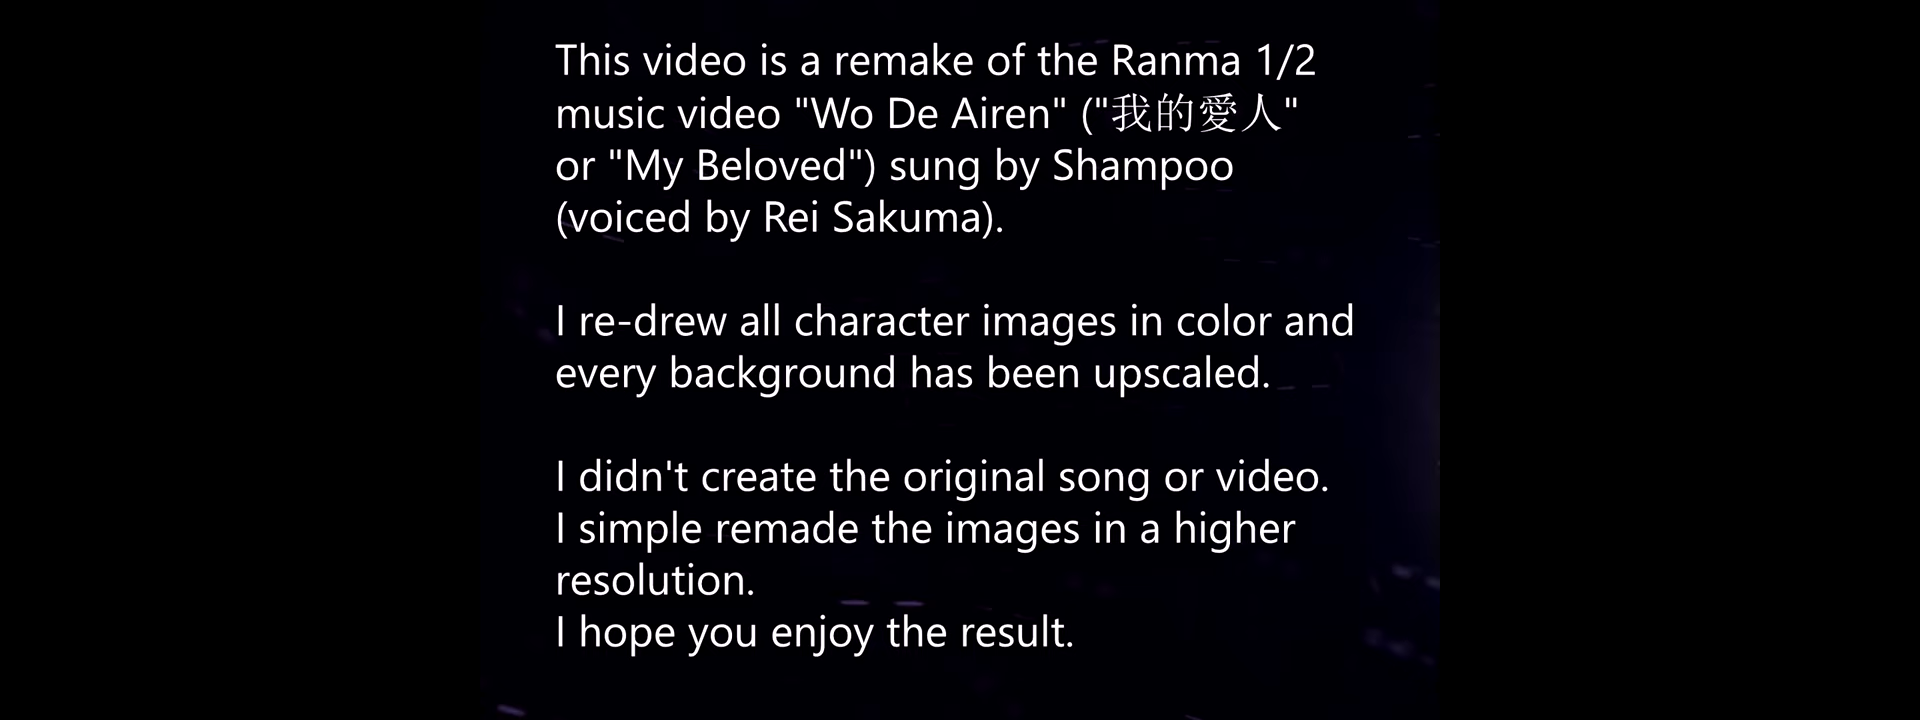 This video is a remake of the Ranma 1/2
music video "Wo De Airen" ("我的愛人"
or "My Beloved") sung by Shampoo
(voiced by Rei Sakuma).
I re-drew all character images in color and
every background has been upscaled.
I didn't create the original song or video.
I simple remade the images in a higher
resolution.
I hope you enjoy the result.